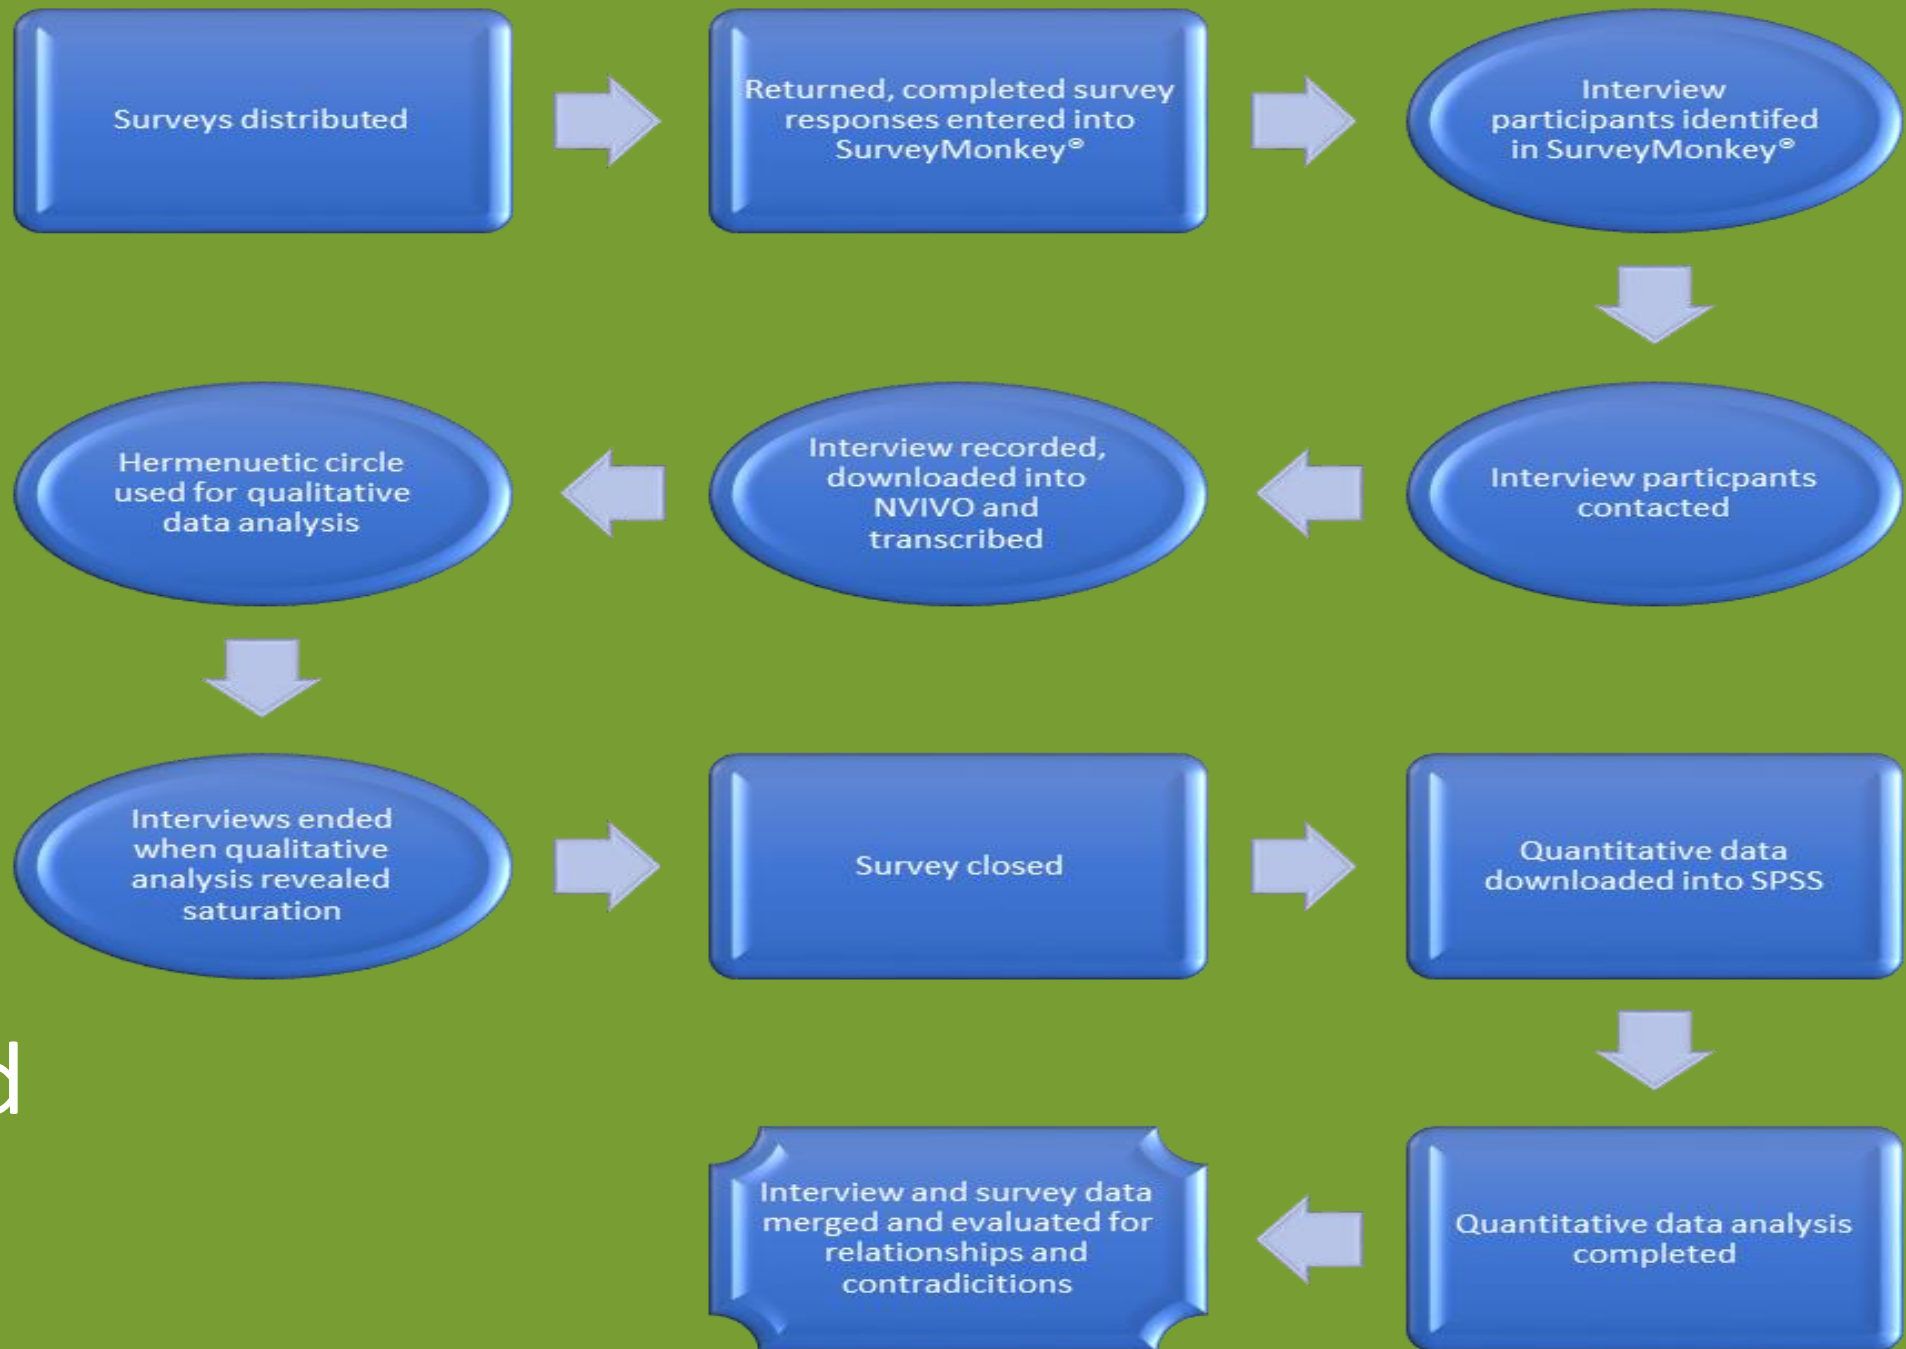 Surveys distributed
Returned, completed survey
responses entered into
SurveyMonkey®
Interview
participants identifed
in SurveyMonkey®
Interview particpants
contacted
Interview recorded,
downloaded into
NVIVO and
transcribed
Hermenuetic circle
used for qualitative
data analysis
Interviews ended
when qualitative
analysis revealed
saturation
Survey closed
Quantitative data
downloaded into SPSS
Quantitative data analysis
completed
Interview and survey data
merged and evaluated for
relationships and
contradicitions